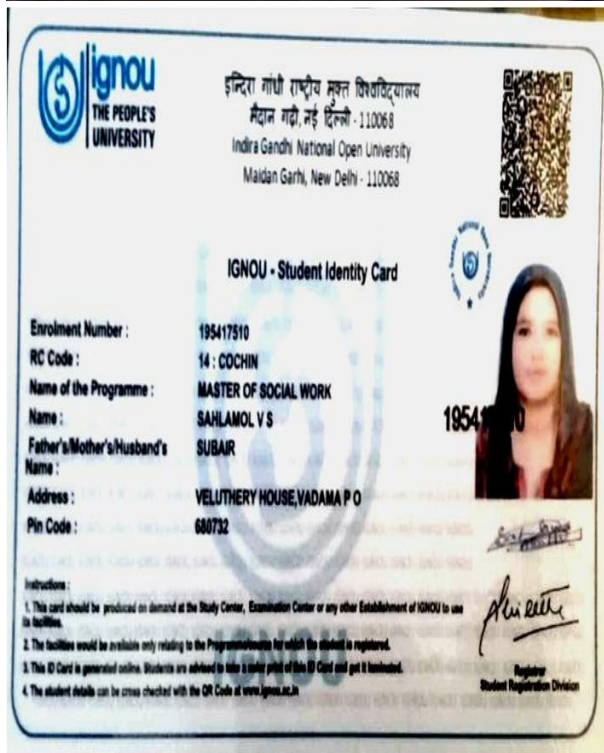 ignou
THE PEOPLE'S
UNIVERSITY
इन्दिरा गांधी राष्ट्रीय मुक्त विश्वविद्यालय
मैदान गढ़ी, नई दिल्ली - 110068
Indira Gandhi National Open University
Maidan Garhi, New Delhi - 110068
IGNOU - Student Identity Card
Enrolment Number : 195417510
RC Code : 14 : COCHIN
Name of the Programme : MASTER OF SOCIAL WORK
Name : SAHLAMOL V S
195417510
Father's/Mother's/Husband's SUBAIR
Name :
Address : VELUTHERY HOUSE,VADAMA P O
Pin Code : 680732
Instructions :
1. This card should be produced on demand at the Study Center, Examination Center or any other Establishment of IGNOU to use
its facilities.
2. The facilities would be available only relating to the Programme/course for which the student is registered.
3. This ID Card is generated online. Students are advised to take a color print of this ID Card and get it laminated.
4. The student details can be cross checked with the QR Code at www.ignou.ac.in
IGNOU
Registrar
Student Registration Division